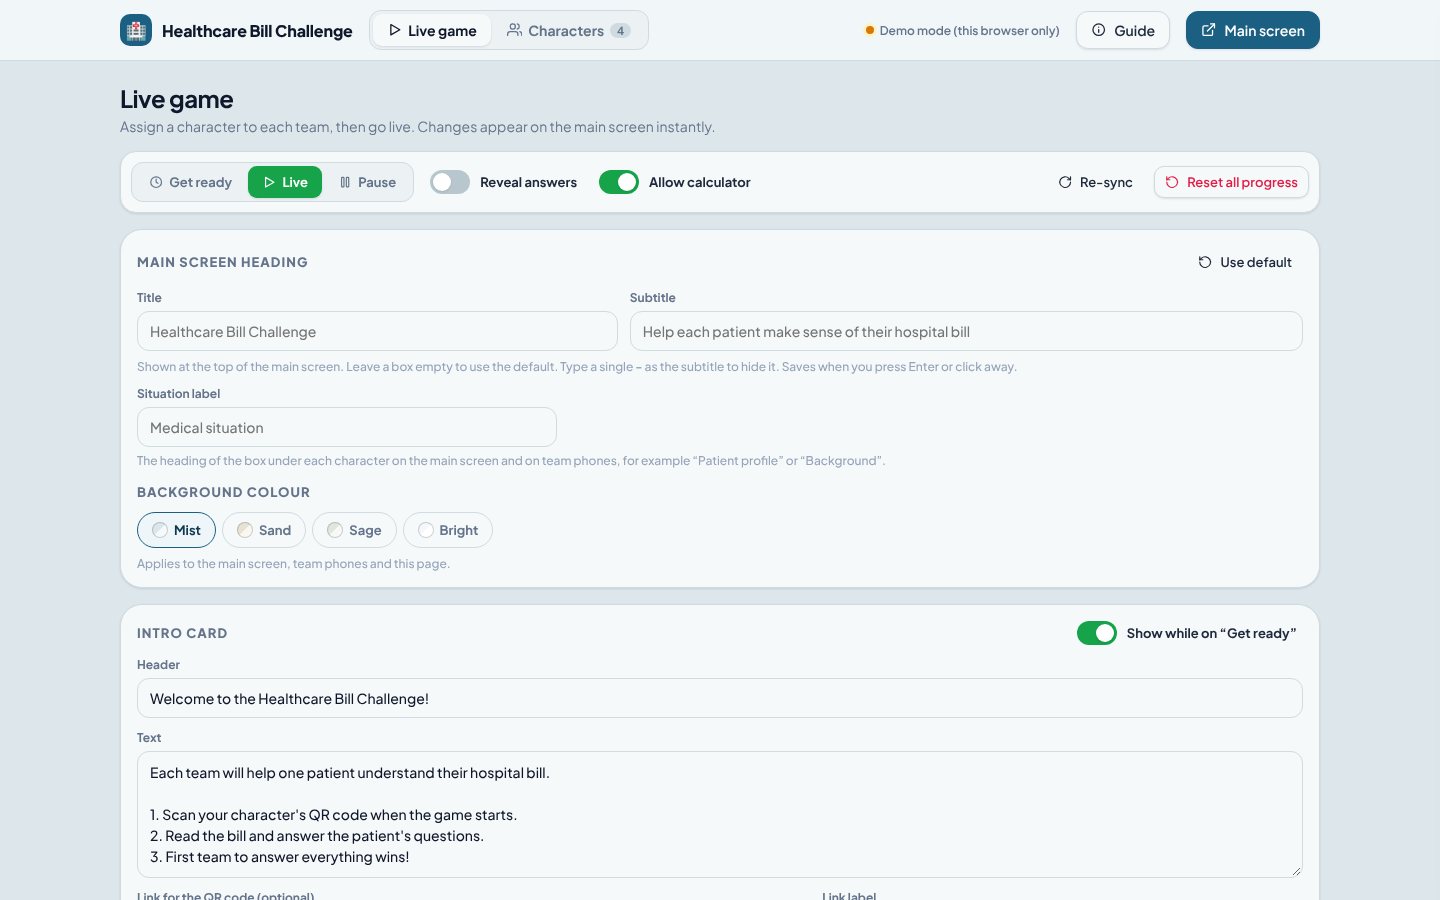 Healthcare Bill Challenge
Live game
Characters 4
Demo mode (this browser only)
Guide
Main screen
Live game
Assign a character to each team, then go live. Changes appear on the main screen instantly.
Get ready
Live
Pause
Reveal answers
Allow calculator
Re-sync
Reset all progress
MAIN SCREEN HEADING
Use default
Title
Subtitle
Healthcare Bill Challenge
Help each patient make sense of their hospital bill
Shown at the top of the main screen. Leave a box empty to use the default. Type a single - as the subtitle to hide it. Saves when you press Enter or click away.
Situation label
Medical situation
The heading of the box under each character on the main screen and on team phones, for example “Patient profile” or “Background”.
BACKGROUND COLOUR
Mist
Sand
Sage
Bright
Applies to the main screen, team phones and this page.
INTRO CARD
Show while on “Get ready”
Header
Welcome to the Healthcare Bill Challenge!
Text
Each team will help one patient understand their hospital bill.
1. Scan your character's QR code when the game starts.
2. Read the bill and answer the patient's questions.
3. First team to answer everything wins!
Link for the QR code (optional)
Link label